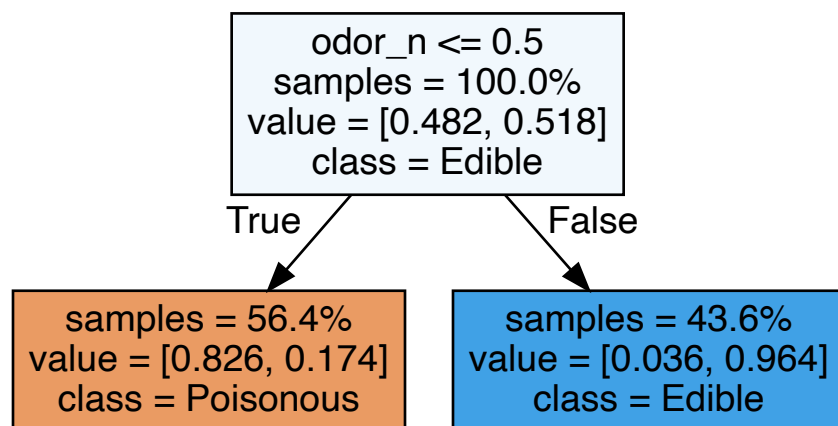 odor_n <= 0.5
samples = 100.0%
value = [0.482, 0.518]
class = Edible
True
False
samples = 56.4%
value = [0.826, 0.174]
class = Poisonous
samples = 43.6%
value = [0.036, 0.964]
class = Edible